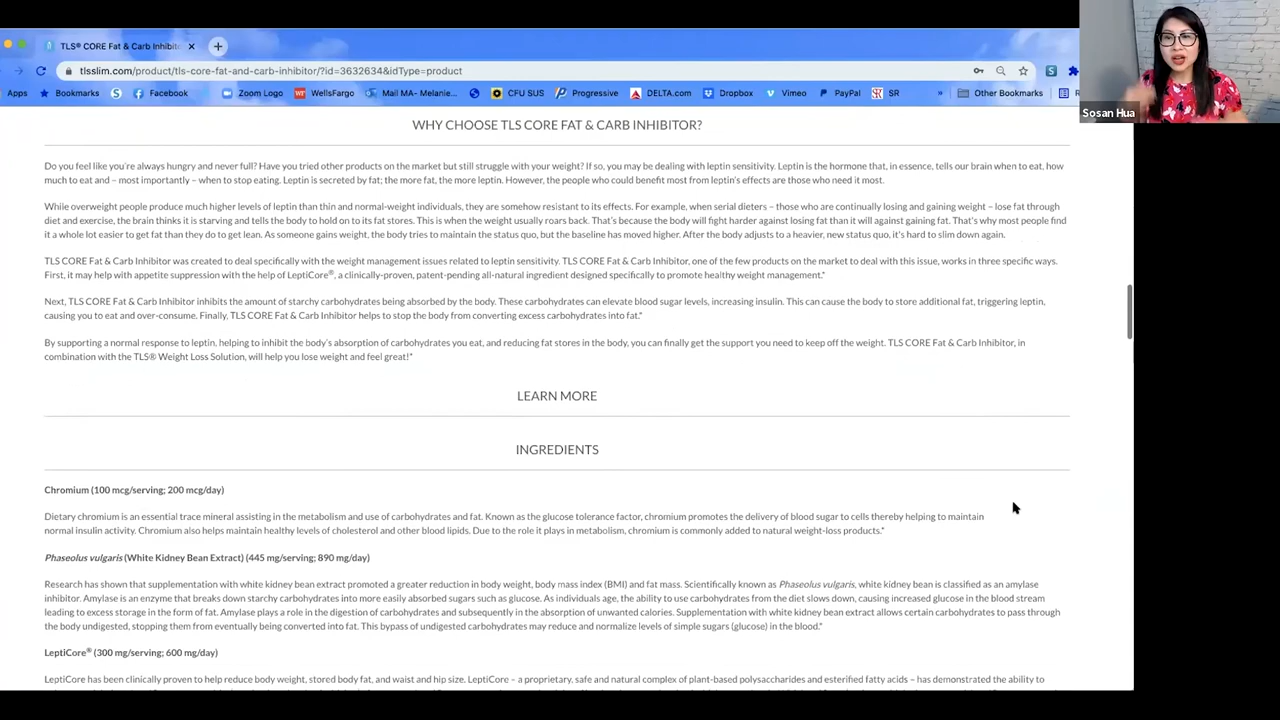 TLS® CORE Fat & Carb Inhibit
tlsslim.com/product/tls-core-fat-and-carb-inhibitor/?id=3632634&idType=product
Apps Bookmarks Facebook Zoom Logo WellsFargo Mail MA- Melanie... CFU SUS Progressive DELTA.com Dropbox Vimeo PayPal SR » Other Bookmarks
Sosan Hua
WHY CHOOSE TLS CORE FAT & CARB INHIBITOR?
Do you feel like you're always hungry and never full? Have you tried other products on the market but still struggle with your weight? If so, you may be dealing with leptin sensitivity. Leptin is the hormone that, in essence, tells our brain when to eat, how
much to eat and – most importantly – when to stop eating. Leptin is secreted by fat; the more fat, the more leptin. However, the people who could benefit most from leptin's effects are those who need it most.
While overweight people produce much higher levels of leptin than thin and normal-weight individuals, they are somehow resistant to its effects. For example, when serial dieters – those who are continually losing and gaining weight – lose fat through
diet and exercise, the brain thinks it is starving and tells the body to hold on to its fat stores. This is when the weight usually roars back. That's because the body will fight harder against losing fat than it will against gaining fat. That's why most people find
it a whole lot easier to get fat than they do to get lean. As someone gains weight, the body tries to maintain the status quo, but the baseline has moved higher. After the body adjusts to a heavier, new status quo, it's hard to slim down again.
TLS CORE Fat & Carb Inhibitor was created to deal specifically with the weight management issues related to leptin sensitivity. TLS CORE Fat & Carb Inhibitor, one of the few products on the market to deal with this issue, works in three specific ways.
First, it may help with appetite suppression with the help of LeptiCore®, a clinically-proven, patent-pending all-natural ingredient designed specifically to promote healthy weight management.*
Next, TLS CORE Fat & Carb Inhibitor inhibits the amount of starchy carbohydrates being absorbed by the body. These carbohydrates can elevate blood sugar levels, increasing insulin. This can cause the body to store additional fat, triggering leptin,
causing you to eat and over-consume. Finally, TLS CORE Fat & Carb Inhibitor helps to stop the body from converting excess carbohydrates into fat.*
By supporting a normal response to leptin, helping to inhibit the body's absorption of carbohydrates you eat, and reducing fat stores in the body, you can finally get the support you need to keep off the weight. TLS CORE Fat & Carb Inhibitor, in
combination with the TLS® Weight Loss Solution, will help you lose weight and feel great!*
LEARN MORE
INGREDIENTS
Chromium (100 mcg/serving; 200 mcg/day)
Dietary chromium is an essential trace mineral assisting in the metabolism and use of carbohydrates and fat. Known as the glucose tolerance factor, chromium promotes the delivery of blood sugar to cells thereby helping to maintain
normal insulin activity. Chromium also helps maintain healthy levels of cholesterol and other blood lipids. Due to the role it plays in metabolism, chromium is commonly added to natural weight-loss products.*
Phaseolus vulgaris (White Kidney Bean Extract) (445 mg/serving; 890 mg/day)
Research has shown that supplementation with white kidney bean extract promoted a greater reduction in body weight, body mass index (BMI) and fat mass. Scientifically known as Phaseolus vulgaris, white kidney bean is classified as an amylase
inhibitor. Amylase is an enzyme that breaks down starchy carbohydrates into more easily absorbed sugars such as glucose. As individuals age, the ability to use carbohydrates from the diet slows down, causing increased glucose in the blood stream
leading to excess storage in the form of fat. Amylase plays a role in the digestion of carbohydrates and subsequently in the absorption of unwanted calories. Supplementation with white kidney bean extract allows certain carbohydrates to pass through
the body undigested, stopping them from eventually being converted into fat. This bypass of undigested carbohydrates may reduce and normalize levels of simple sugars (glucose) in the blood.*
LeptiCore® (300 mg/serving; 600 mg/day)
LeptiCore has been clinically proven to help reduce body weight, stored body fat, and waist and hip size. LeptiCore – a proprietary, safe and natural complex of plant-based polysaccharides and esterified fatty acids – has demonstrated the ability to